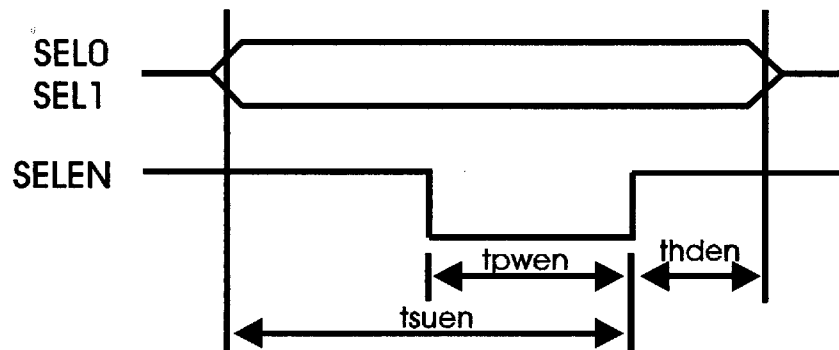 SEL0
SEL1
SELEN
tpwen
thden
tsuen